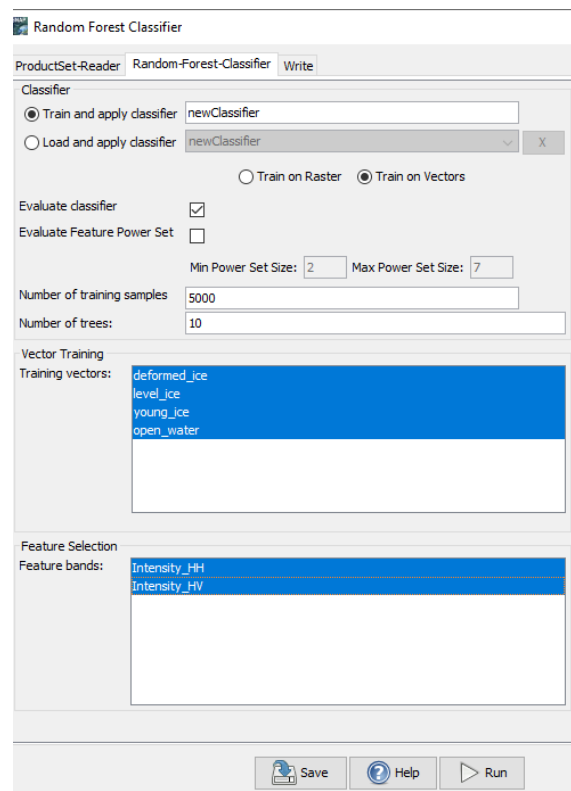 SNAP
Random Forest Classifier
ProductSet-Reader Random-Forest-Classifier Write
Classifier
Train and apply classifier newClassifier
Load and apply classifier newClassifier X
Train on Raster Train on Vectors
Evaluate classifier
Evaluate Feature Power Set
Min Power Set Size: 2 Max Power Set Size: 7
Number of training samples 5000
Number of trees: 10
Vector Training
Training vectors: deformed_ice
level_ice
young_ice
open_water
Feature Selection
Feature bands: Intensity_HH
Intensity_HV
Save Help Run